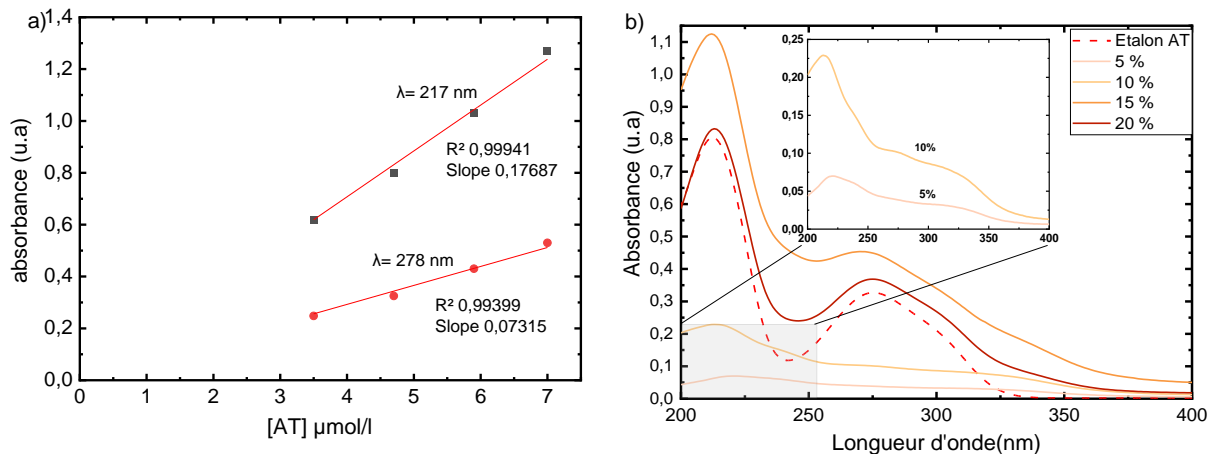 a)
1,4
1,2
1,0
0,8
0,6
0,4
0,2
0,0
absorbance (u.a)
λ= 217 nm
R² 0,99941
Slope 0,17687
λ= 278 nm
R² 0,99399
Slope 0,07315
0 1 2 3 4 5 6 7
[AT] µmol/l
b)
1,1
1,0
0,9
0,8
0,7
0,6
0,5
0,4
0,3
0,2
0,1
0,0
Absorbance (u.a)
200 250 300 350 400
0,25
0,20
0,15
0,10
0,05
0,00
10%
5%
200 250 300 350 400
Etalon AT
5 %
10 %
15 %
20 %
200 250 300 350 400
Longueur d'onde(nm)